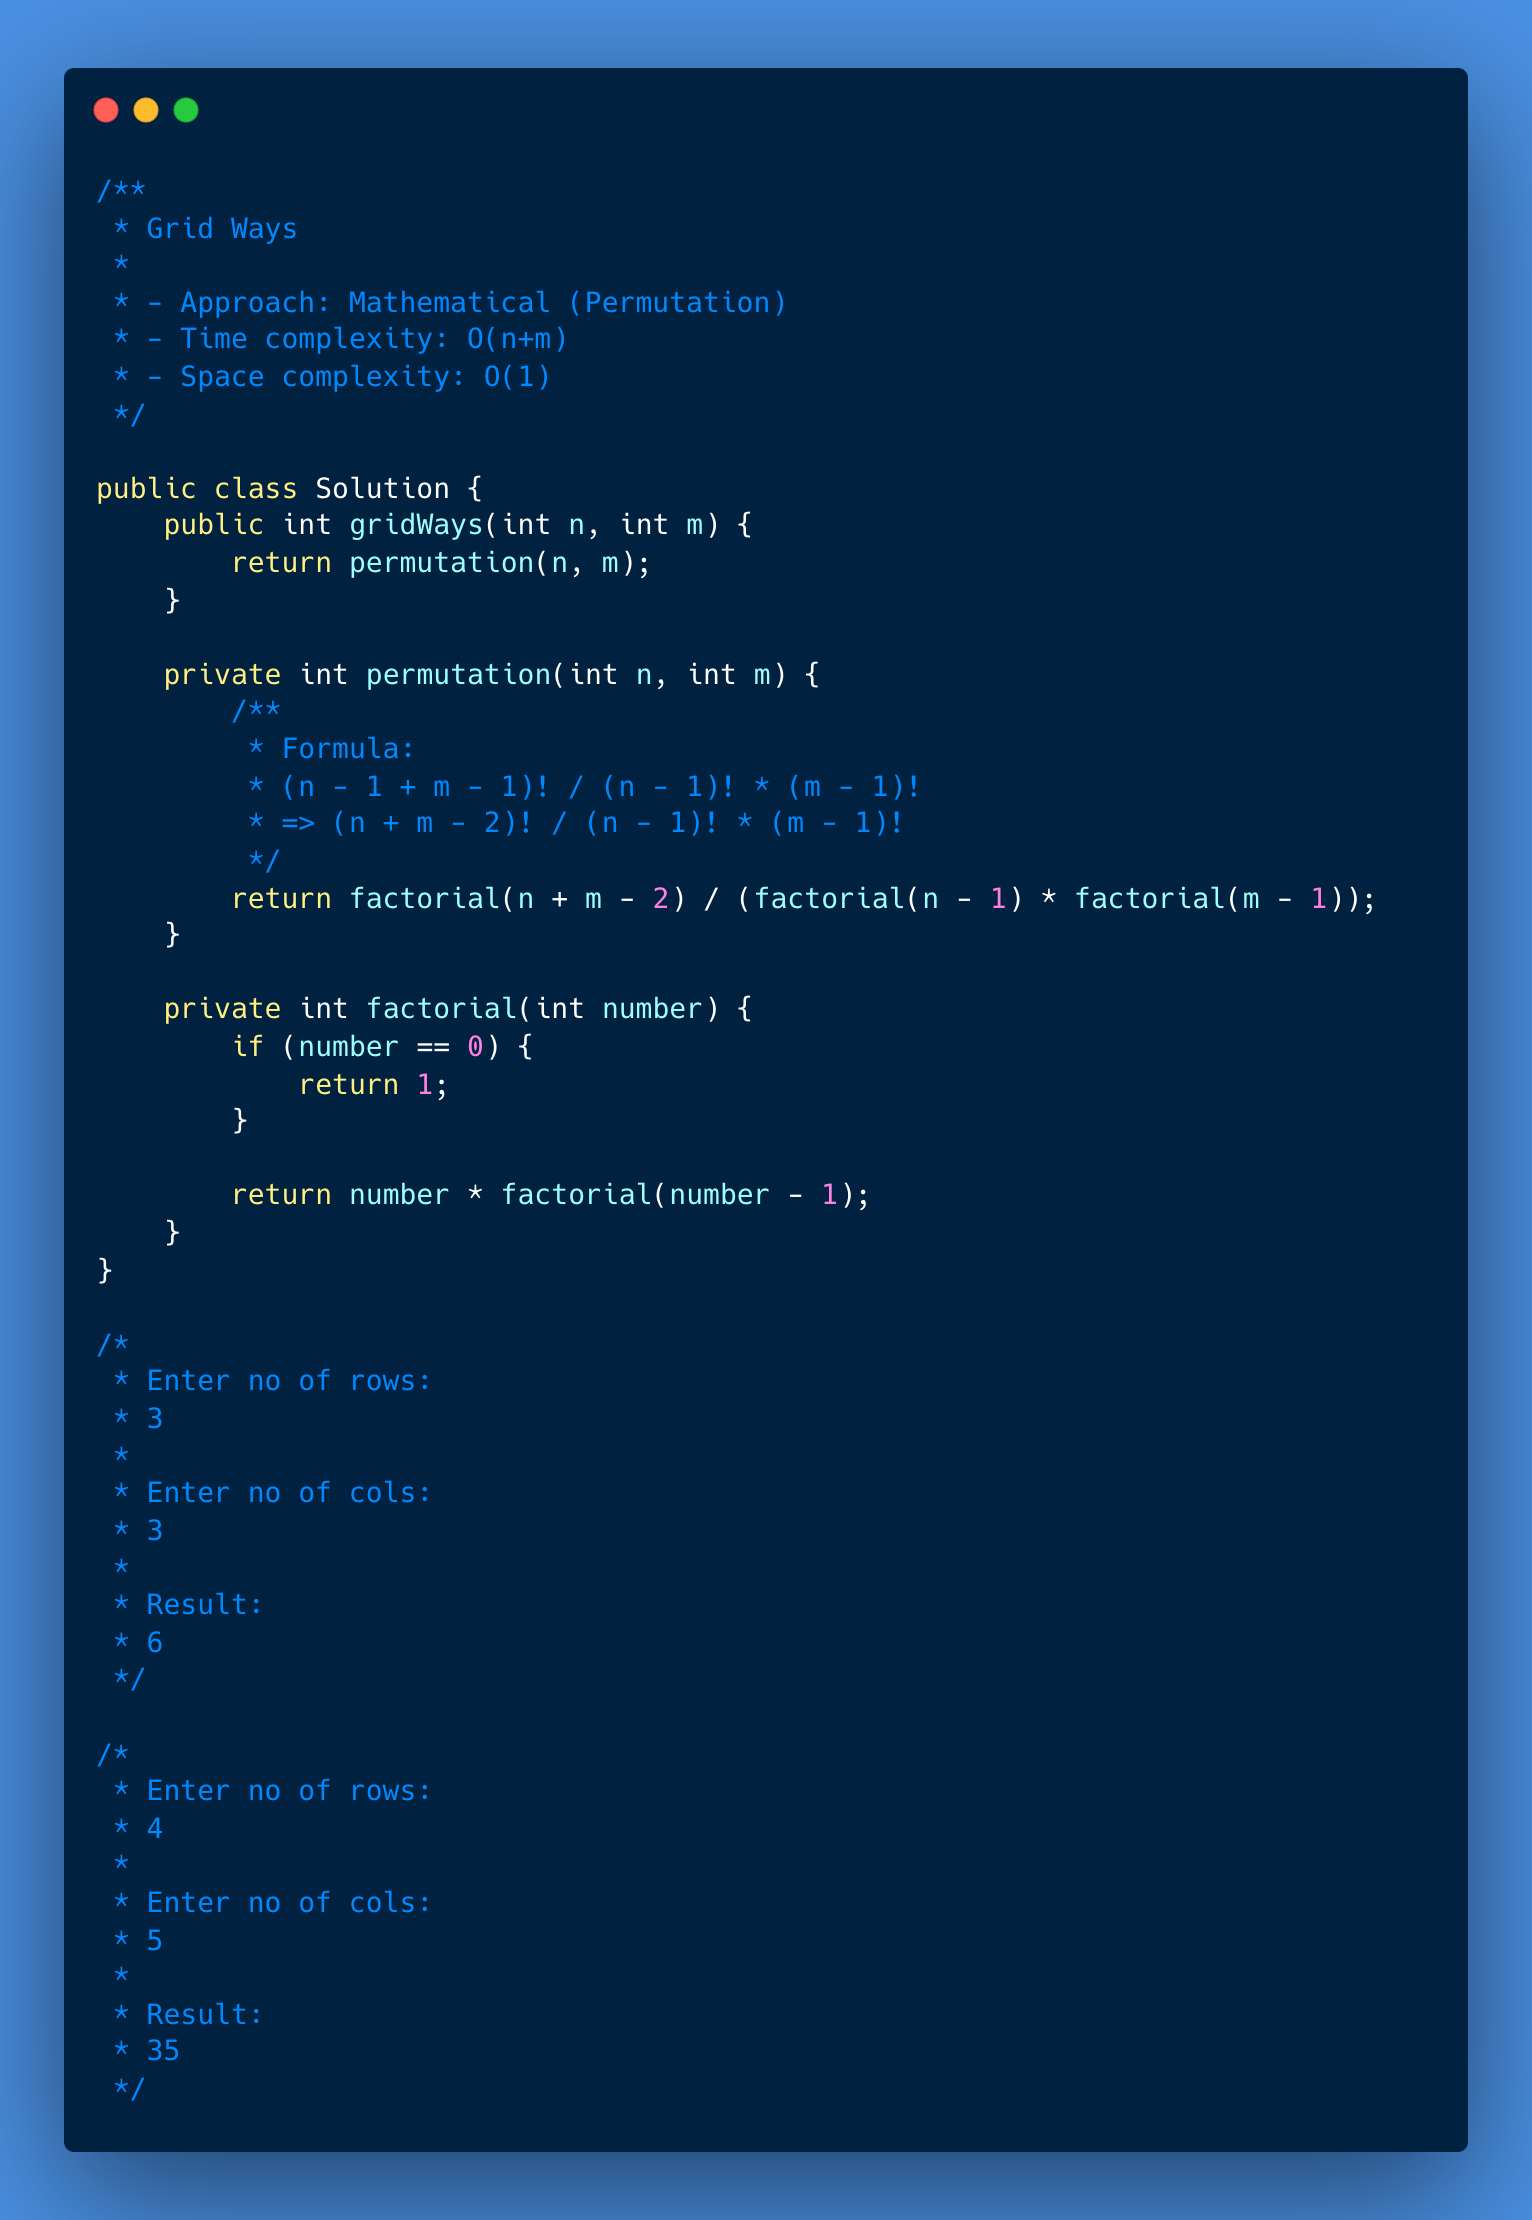 /**
 * Grid Ways
 *
 * - Approach: Mathematical (Permutation)
 * - Time complexity: O(n+m)
 * - Space complexity: O(1)
 */

public class Solution {
    public int gridWays(int n, int m) {
        return permutation(n, m);
    }

    private int permutation(int n, int m) {
        /**
         * Formula:
         * (n - 1 + m - 1)! / (n - 1)! * (m - 1)!
         * => (n + m - 2)! / (n - 1)! * (m - 1)!
         */
        return factorial(n + m - 2) / (factorial(n - 1) * factorial(m - 1));
    }

    private int factorial(int number) {
        if (number == 0) {
            return 1;
        }

        return number * factorial(number - 1);
    }
}

/*
 * Enter no of rows:
 * 3
 *
 * Enter no of cols:
 * 3
 *
 * Result:
 * 6
 */

/*
 * Enter no of rows:
 * 4
 *
 * Enter no of cols:
 * 5
 *
 * Result:
 * 35
 */